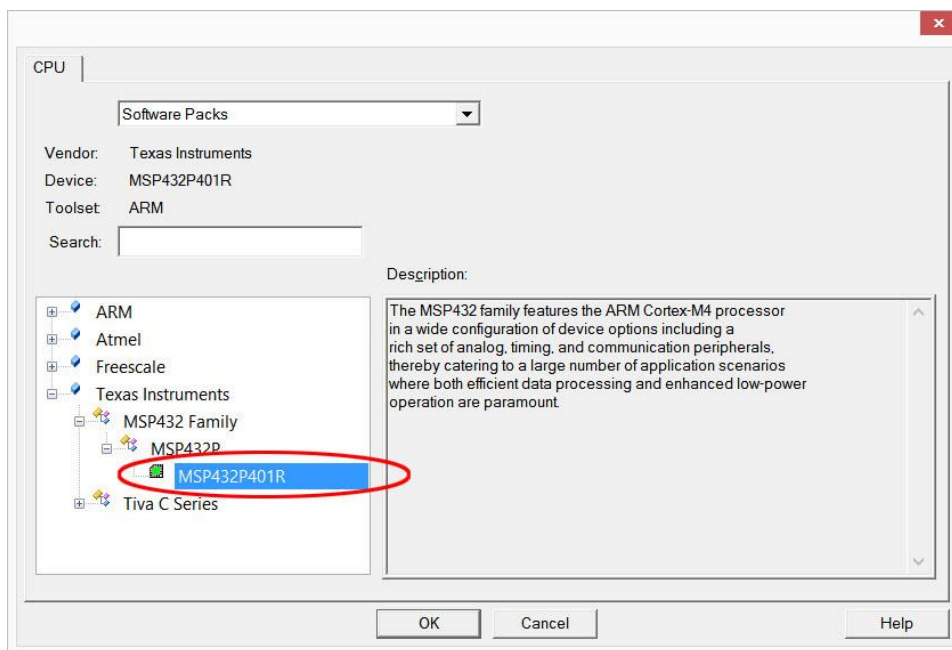 CPU
Software Packs
Vendor: Texas Instruments
Device: MSP432P401R
Toolset: ARM
Search:
Description:
ARM
Atmel
Freescale
Texas Instruments
MSP432 Family
MSP432P
MSP432P401R
Tiva C Series
The MSP432 family features the ARM Cortex-M4 processor
in a wide configuration of device options including a
rich set of analog, timing, and communication peripherals,
thereby catering to a large number of application scenarios
where both efficient data processing and enhanced low-power
operation are paramount.
OK Cancel Help